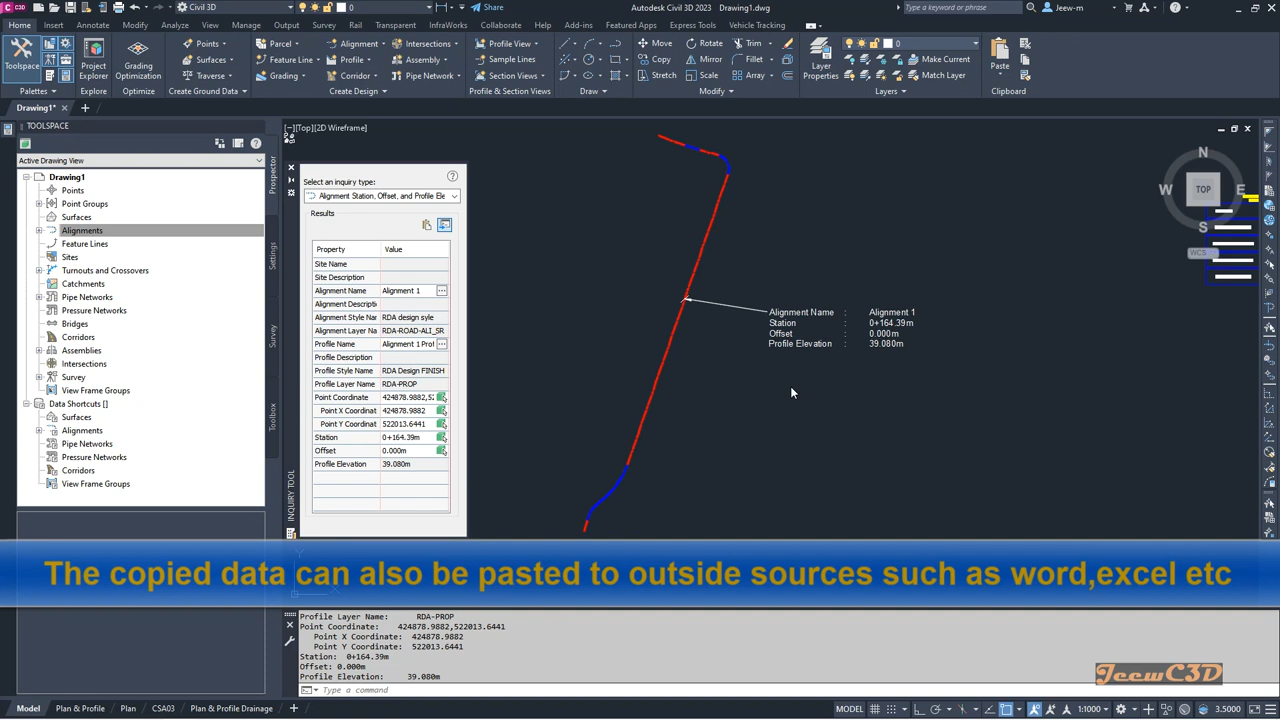 C3D
Civil 3D
0
Share
Autodesk Civil 3D 2023 Drawing1.dwg
Type a keyword or phrase
Jeew-m
Home Insert Annotate Modify Analyze View Manage Output Survey Rail Transparent InfraWorks Collaborate Help Add-ins Featured Apps Express Tools Vehicle Tracking
Toolspace
Palettes
Project
Explorer
Explore
Grading
Optimization
Optimize
Points
Surfaces
Traverse
Create Ground Data
Parcel
Feature Line
Grading
Alignment
Profile
Corridor
Intersections
Assembly
Pipe Network
Create Design
Profile View
Sample Lines
Section Views
Profile & Section Views
Draw
Move
Copy
Stretch
Rotate
Mirror
Scale
Trim
Fillet
Array
Modify
Layer
Properties
0
Make Current
Match Layer
Layers
Paste
Clipboard
Drawing1*
TOOLSPACE
Active Drawing View
Drawing1
Points
Point Groups
Surfaces
Alignments
Feature Lines
Sites
Turnouts and Crossovers
Catchments
Pipe Networks
Pressure Networks
Bridges
Corridors
Assemblies
Intersections
Survey
View Frame Groups
Data Shortcuts []
Surfaces
Alignments
Pipe Networks
Pressure Networks
Corridors
View Frame Groups
Prospector
Settings
Survey
Toolbox
[−][Top][2D Wireframe]
Select an inquiry type:
Alignment Station, Offset, and Profile Ele
Results
Property Value
Site Name
Site Description
Alignment Name Alignment 1
Alignment Descripti
Alignment Style Nar RDA design syle
Alignment Layer Na RDA-ROAD-ALI_SR
Profile Name Alignment 1 Prof
Profile Description
Profile Style Name RDA Design FINISH
Profile Layer Name RDA-PROP
Point Coordinate 424878.9882,52
Point X Coordinat 424878.9882
Point Y Coordinat 522013.6441
Station 0+164.39m
Offset 0.000m
Profile Elevation 39.080m
INQUIRY TOOL
Alignment Name : Alignment 1
Station : 0+164.39m
Offset : 0.000m
Profile Elevation : 39.080m
N
W TOP E
S
WCS
The copied data can also be pasted to outside sources such as word,excel etc
Profile Layer Name: RDA-PROP
Point Coordinate: 424878.9882,522013.6441
Point X Coordinate: 424878.9882
Point Y Coordinate: 522013.6441
Station: 0+164.39m
Offset: 0.000m
Profile Elevation: 39.080m
Type a command
JeewC3D
Model Plan & Profile Plan CSA03 Plan & Profile Drainage
MODEL
1:1000
3.5000